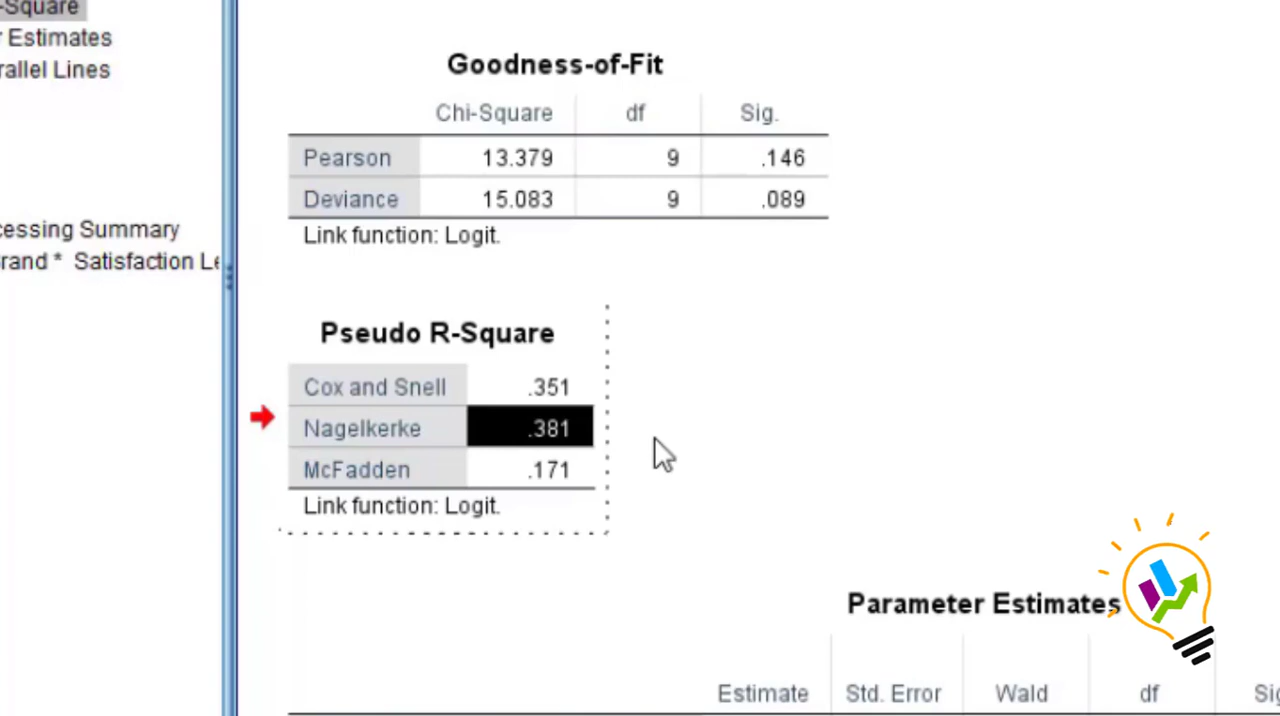 -Square
Estimates
rallel Lines
cessing Summary
rand * Satisfaction Le
Goodness-of-Fit
Chi-Square df Sig.
Pearson 13.379 9 .146
Deviance 15.083 9 .089
Link function: Logit.
Pseudo R-Square
Cox and Snell .351
Nagelkerke .381
McFadden .171
Link function: Logit.
Parameter Estimates
Estimate Std. Error Wald df Sig